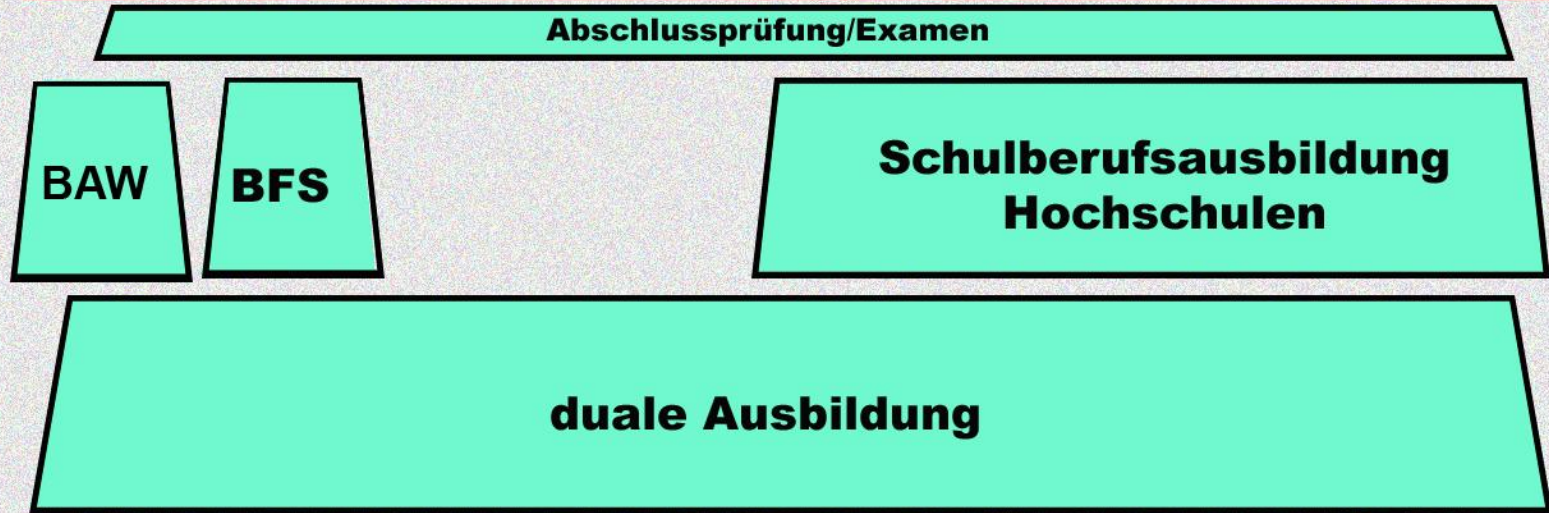 Abschlussprüfung/Examen
BAW
BFS
Schulberufsausbildung
Hochschulen
duale Ausbildung